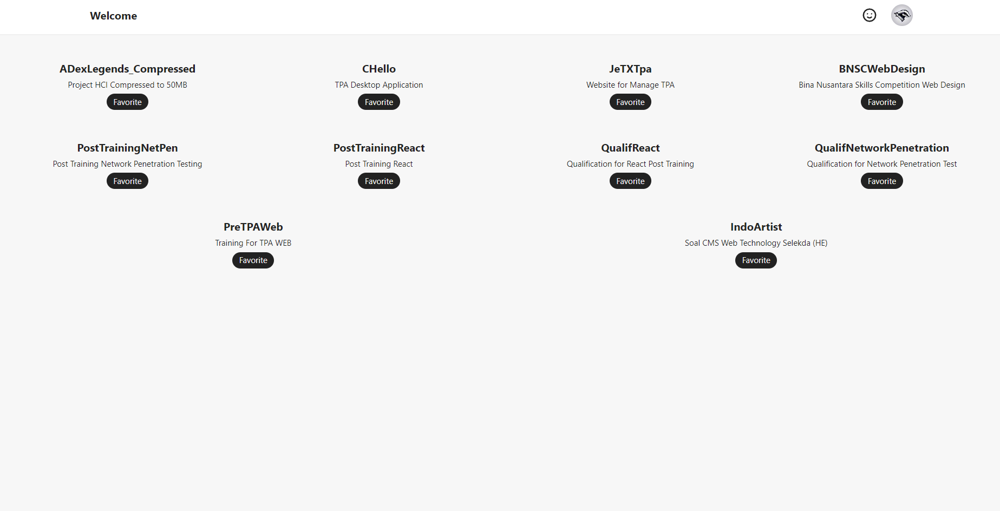 Welcome
ADexLegends_Compressed
Project HCI Compressed to 50MB
Favorite
CHello
TPA Desktop Application
Favorite
JeTXTpa
Website for Manage TPA
Favorite
BNSCWebDesign
Bina Nusantara Skills Competition Web Design
Favorite
PostTrainingNetPen
Post Training Network Penetration Testing
Favorite
PostTrainingReact
Post Training React
Favorite
QualifReact
Qualification for React Post Training
Favorite
QualifNetworkPenetration
Qualification for Network Penetration Test
Favorite
PreTPAWeb
Training For TPA WEB
Favorite
IndoArtist
Soal CMS Web Technology Selekda (HE)
Favorite